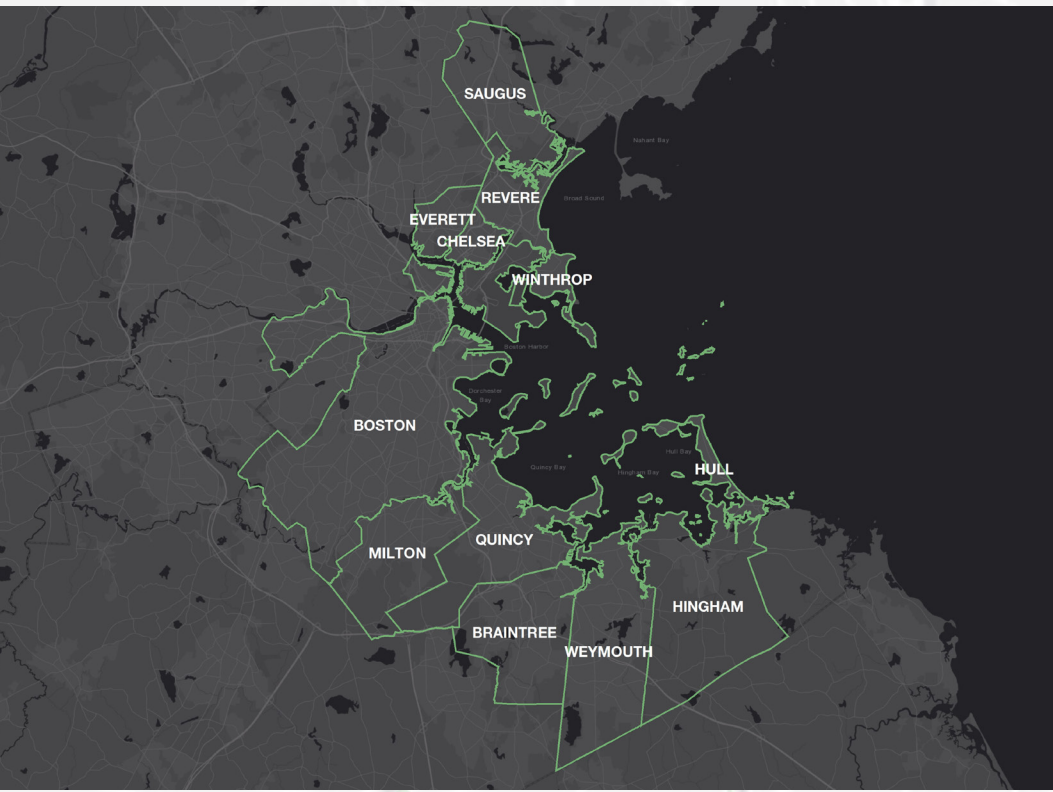 SAUGUS
Nahant Bay
REVERE
Broad Sound
EVERETT
CHELSEA
WINTHROP
Boston Harbor
Dorchester
Bay
BOSTON
Hull Bay
Quincy Bay
HULL
Hingham Bay
QUINCY
MILTON
HINGHAM
BRAINTREE
WEYMOUTH